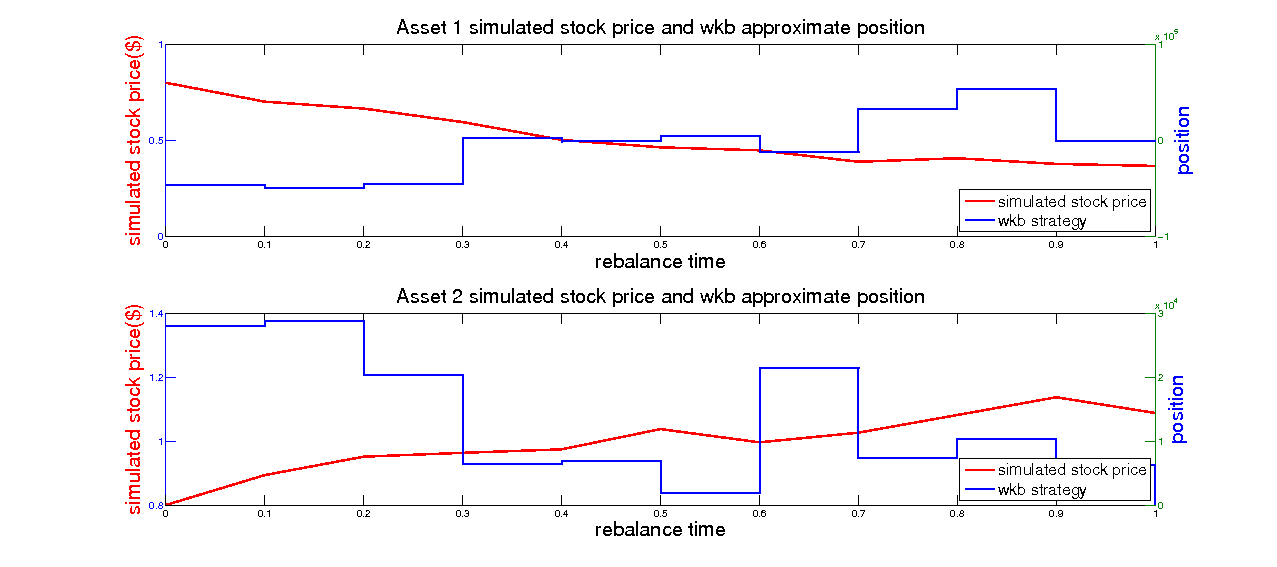 Asset 1 simulated stock price and wkb approximate position
x 10^5
simulated stock price($)
1
0.5
0
1
0
-1
position
simulated stock price
wkb strategy
0 0.1 0.2 0.3 0.4 0.5 0.6 0.7 0.8 0.9 1
rebalance time
Asset 2 simulated stock price and wkb approximate position
x 10^4
simulated stock price($)
1.4
1.2
1
0.8
3
2
1
0
position
simulated stock price
wkb strategy
0 0.1 0.2 0.3 0.4 0.5 0.6 0.7 0.8 0.9 1
rebalance time